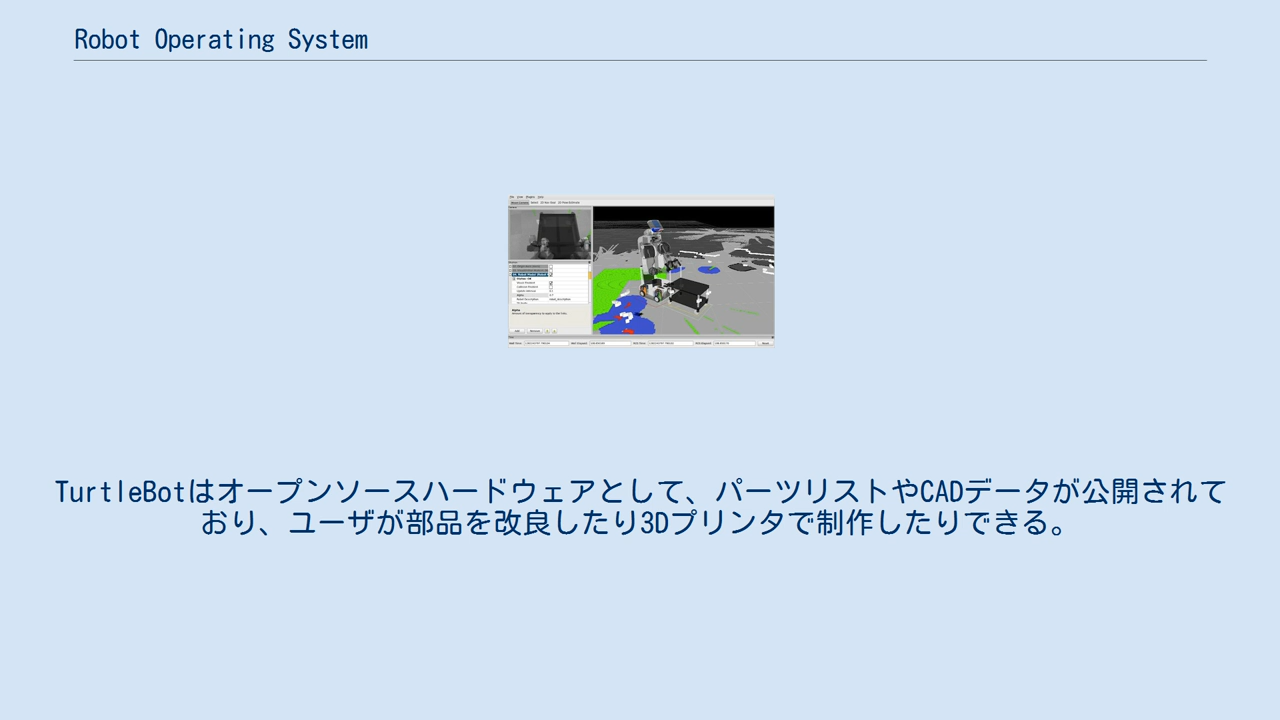 Robot Operating System
TurtleBotはオープンソースハードウェアとして、パーツリストやCADデータが公開されて
おり、ユーザが部品を改良したり3Dプリンタで制作したりできる。